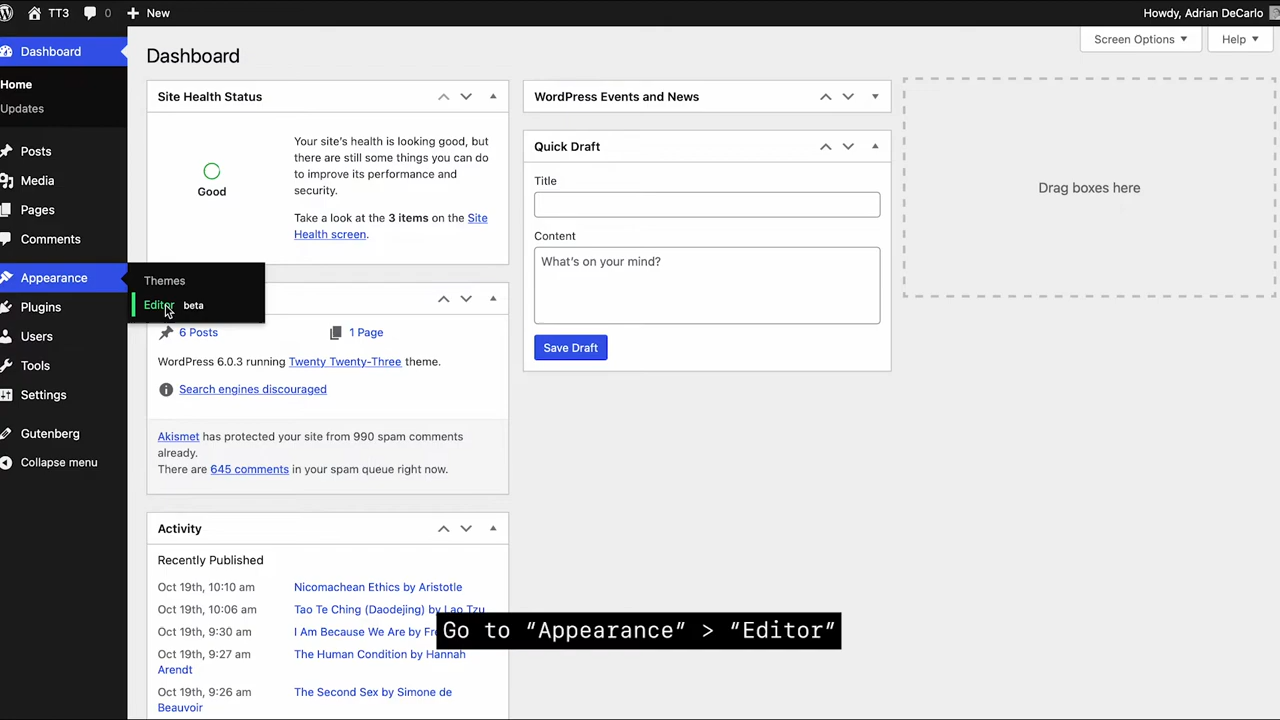 TT3
0
New
Howdy, Adrian DeCarlo
Dashboard
Home
Updates
Posts
Media
Pages
Comments
Appearance
Plugins
Users
Tools
Settings
Gutenberg
Collapse menu
Themes
Editor beta
Screen Options
Help
Dashboard
Site Health Status
Good
Your site's health is looking good, but
there are still some things you can do
to improve its performance and
security.
Take a look at the 3 items on the Site
Health screen.
6 Posts
1 Page
WordPress 6.0.3 running Twenty Twenty-Three theme.
Search engines discouraged
Akismet has protected your site from 990 spam comments
already.
There are 645 comments in your spam queue right now.
Activity
Recently Published
Oct 19th, 10:10 am Nicomachean Ethics by Aristotle
Oct 19th, 10:06 am Tao Te Ching (Daodejing) by Lao Tzu
Oct 19th, 9:30 am I Am Because We Are by
Oct 19th, 9:27 am The Human Condition by Hannah
Arendt
Oct 19th, 9:26 am The Second Sex by Simone de
Beauvoir
WordPress Events and News
Quick Draft
Title
Content
What's on your mind?
Save Draft
Drag boxes here
Go to “Appearance” > “Editor”